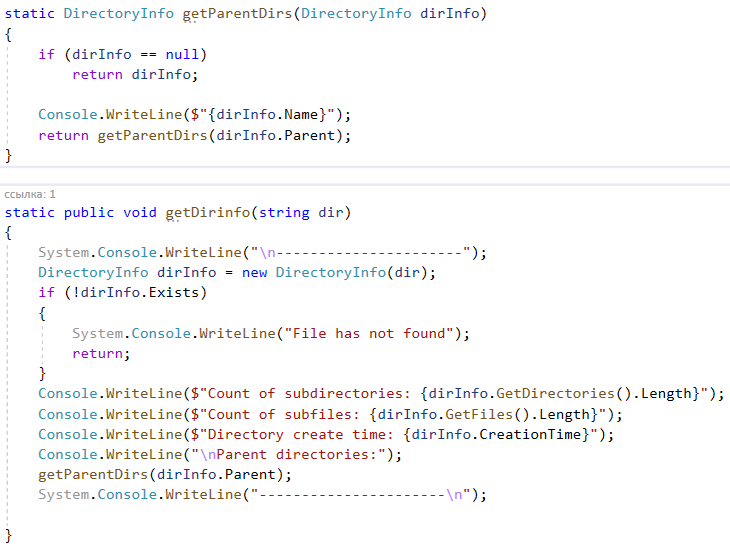 static DirectoryInfo getParentDirs(DirectoryInfo dirInfo)
{
    if (dirInfo == null)
        return dirInfo;

    Console.WriteLine($"{dirInfo.Name}");
    return getParentDirs(dirInfo.Parent);
}
ссылка: 1
static public void getDirinfo(string dir)
{
    System.Console.WriteLine("\n----------------------");
    DirectoryInfo dirInfo = new DirectoryInfo(dir);
    if (!dirInfo.Exists)
    {
        System.Console.WriteLine("File has not found");
        return;
    }
    Console.WriteLine($"Count of subdirectories: {dirInfo.GetDirectories().Length}");
    Console.WriteLine($"Count of subfiles: {dirInfo.GetFiles().Length}");
    Console.WriteLine($"Directory create time: {dirInfo.CreationTime}");
    Console.WriteLine("\nParent directories:");
    getParentDirs(dirInfo.Parent);
    System.Console.WriteLine("----------------------\n");

}